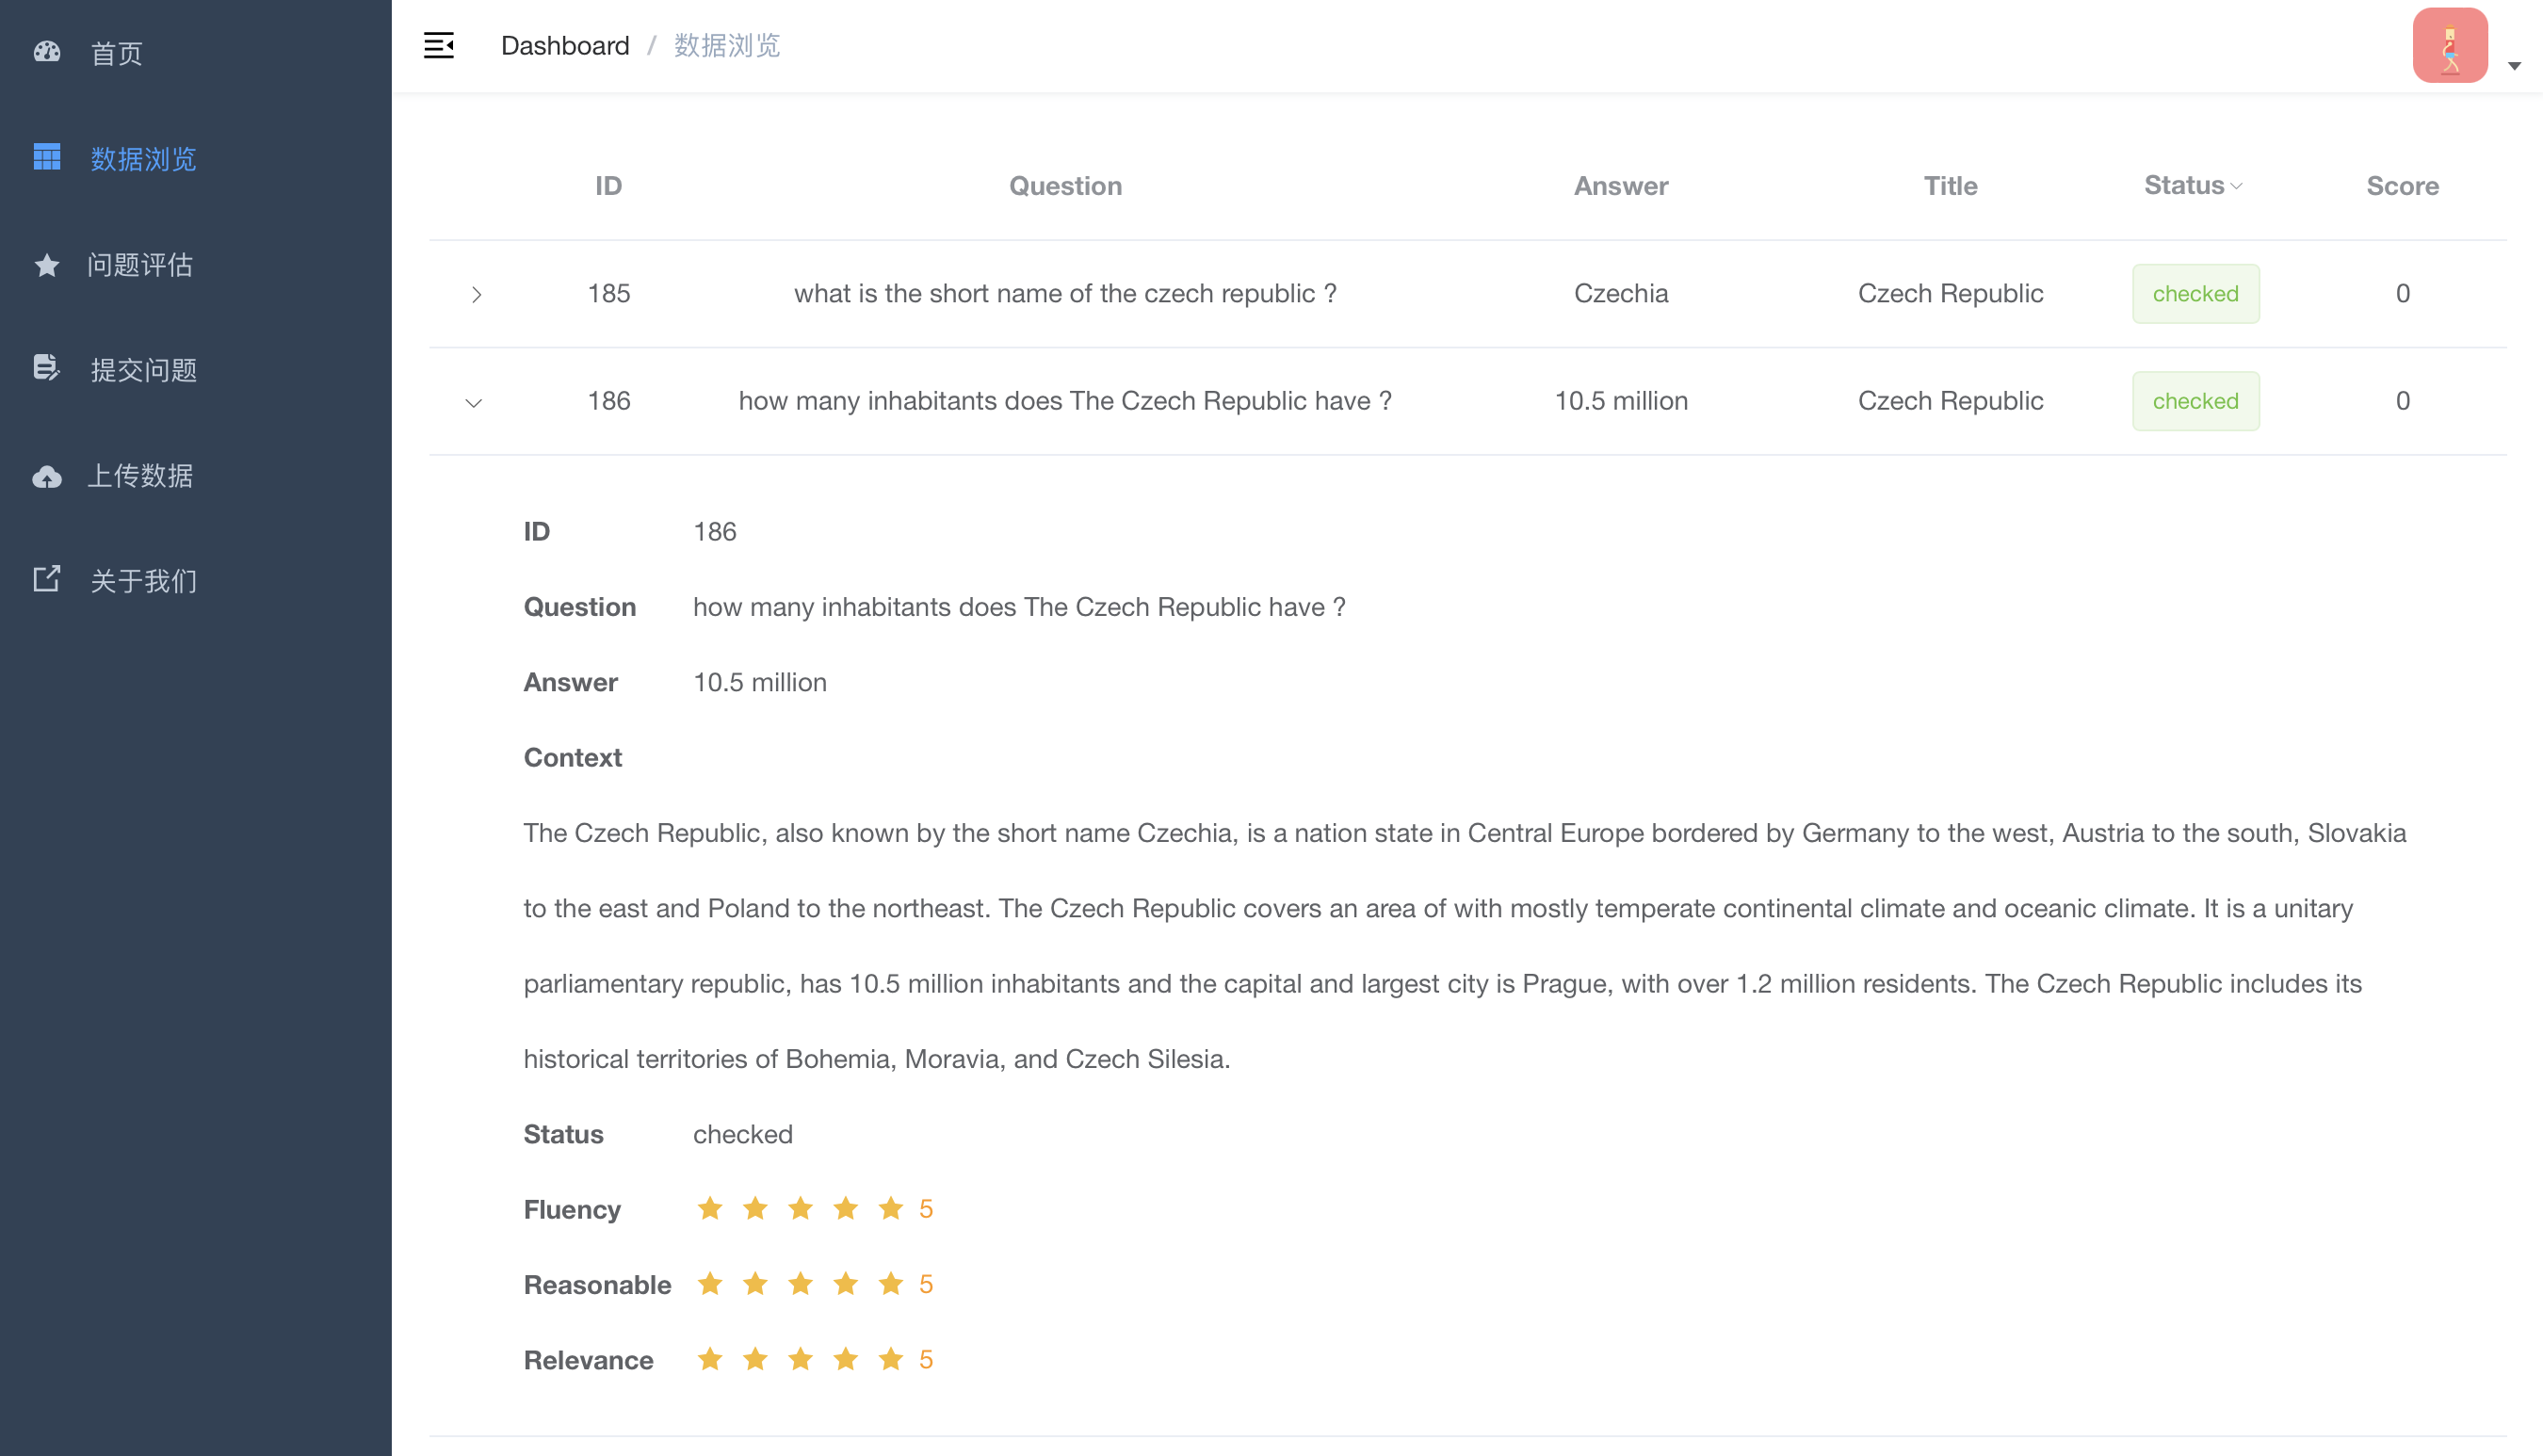 首页
数据浏览
问题评估
提交问题
上传数据
关于我们
Dashboard / 数据浏览
ID Question Answer Title Status Score
185 what is the short name of the czech republic ? Czechia Czech Republic checked 0
186 how many inhabitants does The Czech Republic have ? 10.5 million Czech Republic checked 0
ID 186
Question how many inhabitants does The Czech Republic have ?
Answer 10.5 million
Context
The Czech Republic, also known by the short name Czechia, is a nation state in Central Europe bordered by Germany to the west, Austria to the south, Slovakia
to the east and Poland to the northeast. The Czech Republic covers an area of with mostly temperate continental climate and oceanic climate. It is a unitary
parliamentary republic, has 10.5 million inhabitants and the capital and largest city is Prague, with over 1.2 million residents. The Czech Republic includes its
historical territories of Bohemia, Moravia, and Czech Silesia.
Status checked
Fluency 5
Reasonable 5
Relevance 5